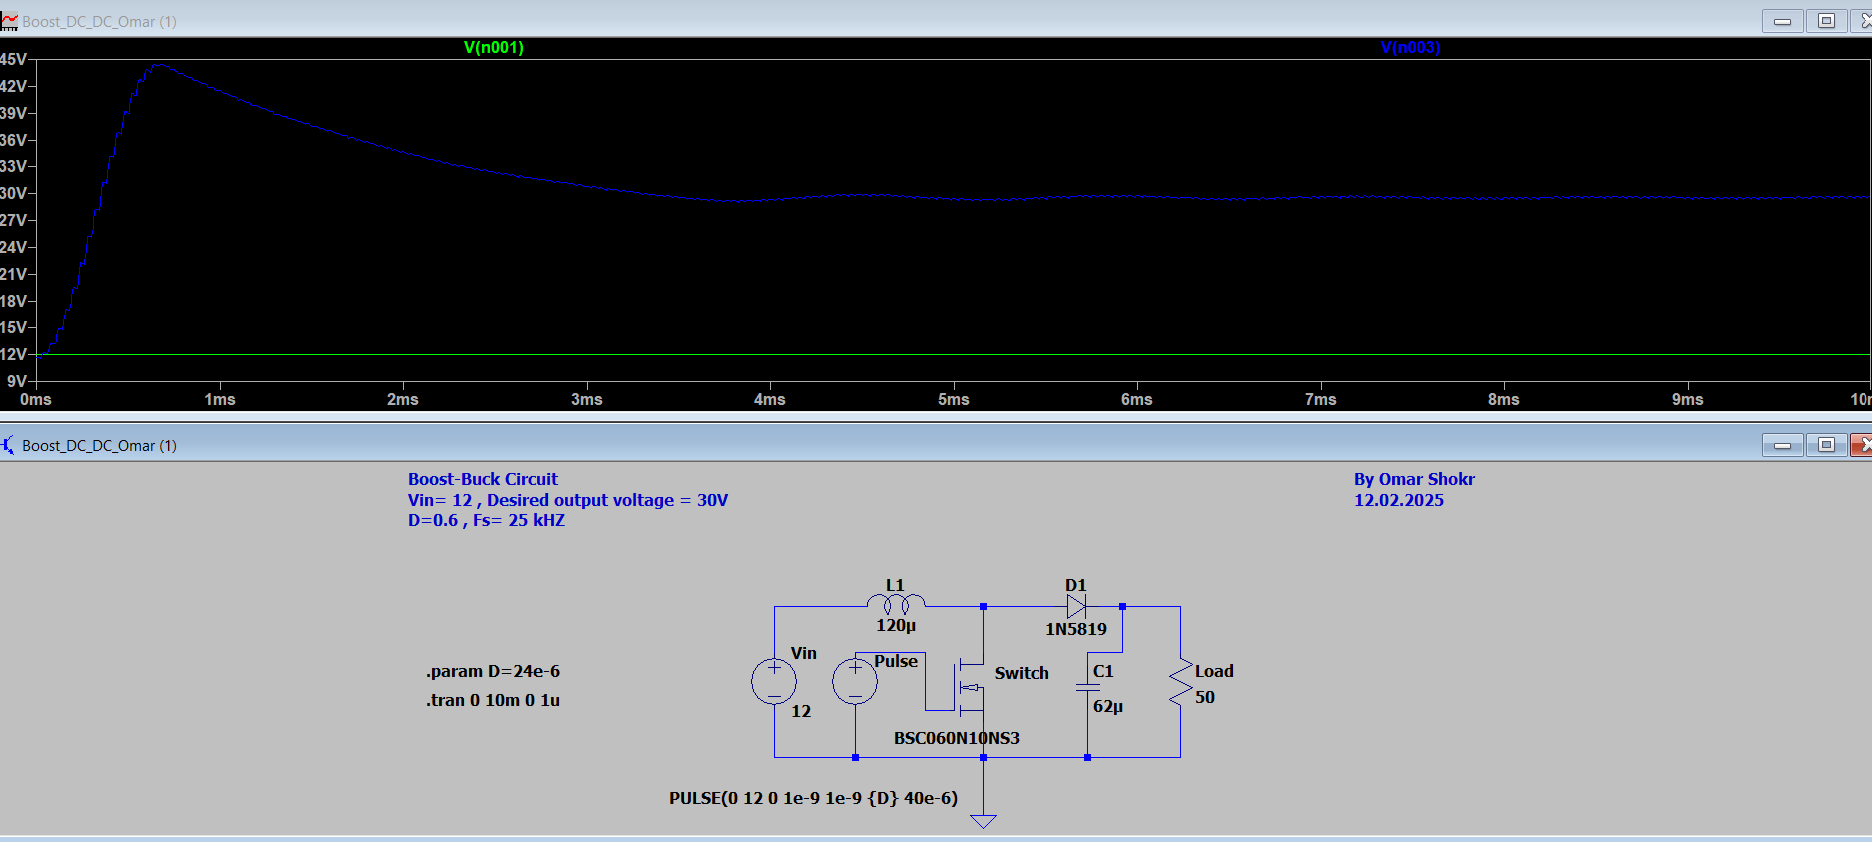 Boost_DC_DC_Omar (1)
V(n001) V(n003)
45V
42V
39V
36V
33V
30V
27V
24V
21V
18V
15V
12V
9V
0ms 1ms 2ms 3ms 4ms 5ms 6ms 7ms 8ms 9ms
Boost_DC_DC_Omar (1)
Boost-Buck Circuit
Vin= 12 , Desired output voltage = 30V
D=0.6 , Fs= 25 kHZ
By Omar Shokr
12.02.2025
L1
120µ
D1
1N5819
Vin
12
Pulse
Switch
BSC060N10NS3
C1
62µ
Load
50
.param D=24e-6
.tran 0 10m 0 1u
PULSE(0 12 0 1e-9 1e-9 {D} 40e-6)